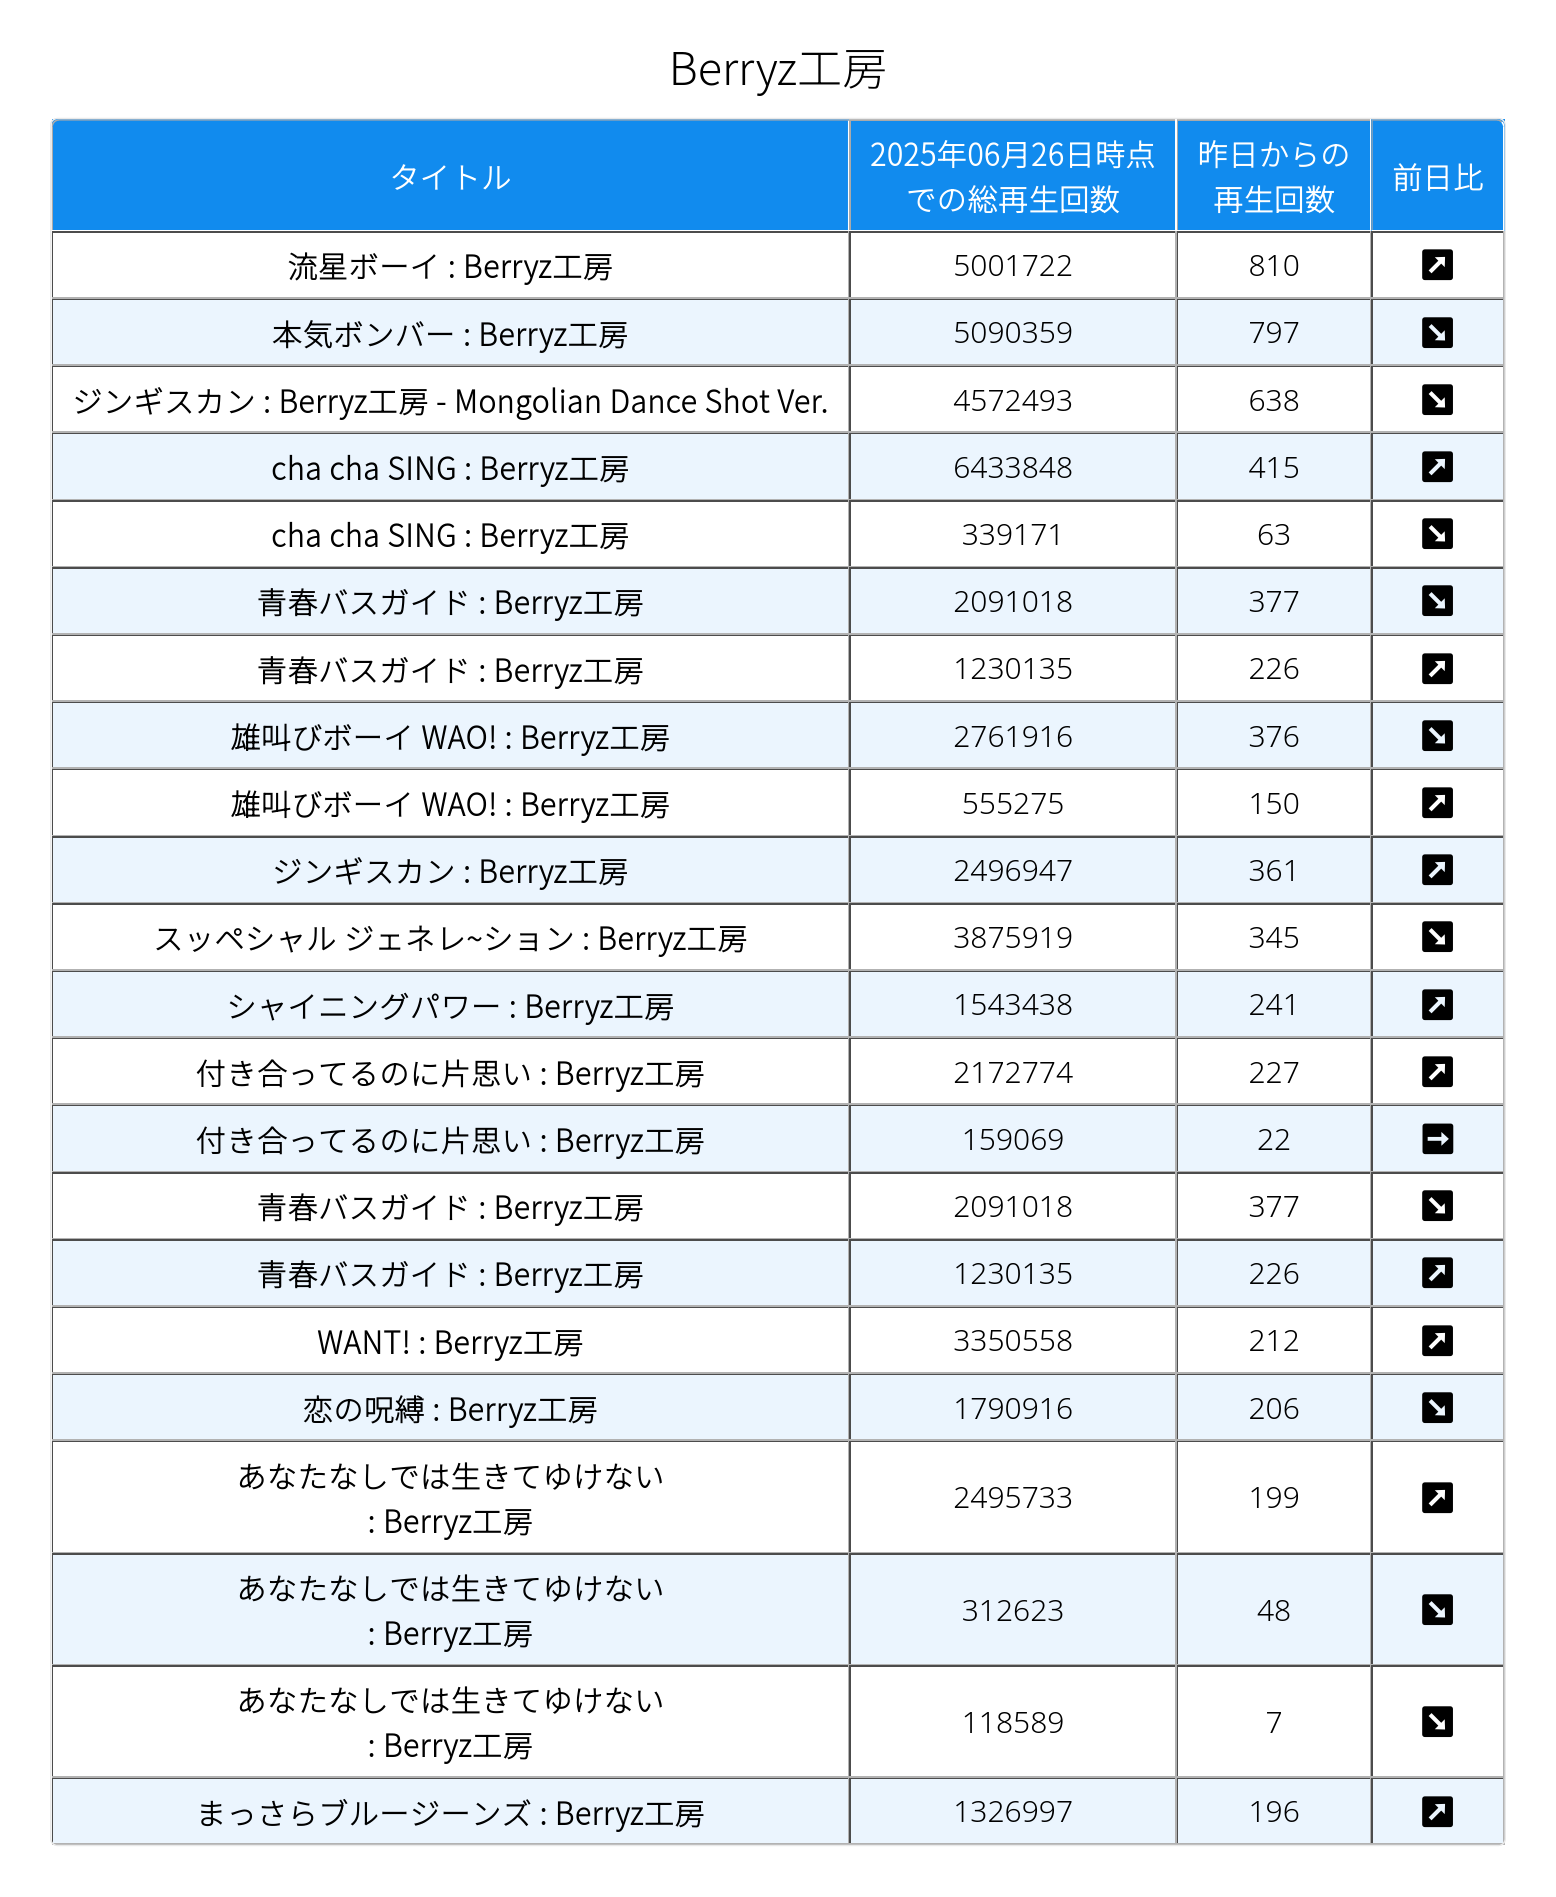 Berryz工房
タイトル
2025年06月26日時点
での総再生回数
昨日からの
再生回数
前日比
流星ボーイ : Berryz工房 5001722 810 ↗
本気ボンバー : Berryz工房 5090359 797 ↘
ジンギスカン : Berryz工房 - Mongolian Dance Shot Ver. 4572493 638 ↘
cha cha SING : Berryz工房 6433848 415 ↗
cha cha SING : Berryz工房 339171 63 ↘
青春バスガイド : Berryz工房 2091018 377 ↘
青春バスガイド : Berryz工房 1230135 226 ↗
雄叫びボーイ WAO! : Berryz工房 2761916 376 ↘
雄叫びボーイ WAO! : Berryz工房 555275 150 ↗
ジンギスカン : Berryz工房 2496947 361 ↗
スッペシャル ジェネレ~ション : Berryz工房 3875919 345 ↘
シャイニングパワー : Berryz工房 1543438 241 ↗
付き合ってるのに片思い : Berryz工房 2172774 227 ↗
付き合ってるのに片思い : Berryz工房 159069 22 →
青春バスガイド : Berryz工房 2091018 377 ↘
青春バスガイド : Berryz工房 1230135 226 ↗
WANT! : Berryz工房 3350558 212 ↗
恋の呪縛 : Berryz工房 1790916 206 ↘
あなたなしでは生きてゆけない
: Berryz工房 2495733 199 ↗
あなたなしでは生きてゆけない
: Berryz工房 312623 48 ↘
あなたなしでは生きてゆけない
: Berryz工房 118589 7 ↘
まっさらブルージーンズ : Berryz工房 1326997 196 ↗